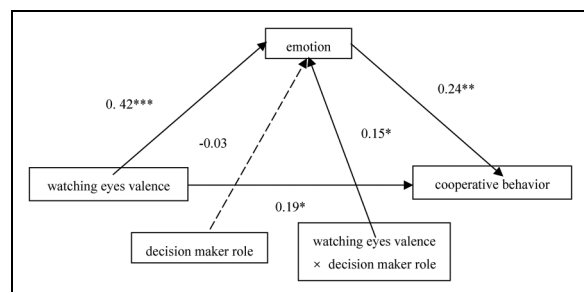 emotion
0. 42***
0.24**
-0.03
0.15*
watching eyes valence
cooperative behavior
0.19*
decision maker role
watching eyes valence
× decision maker role